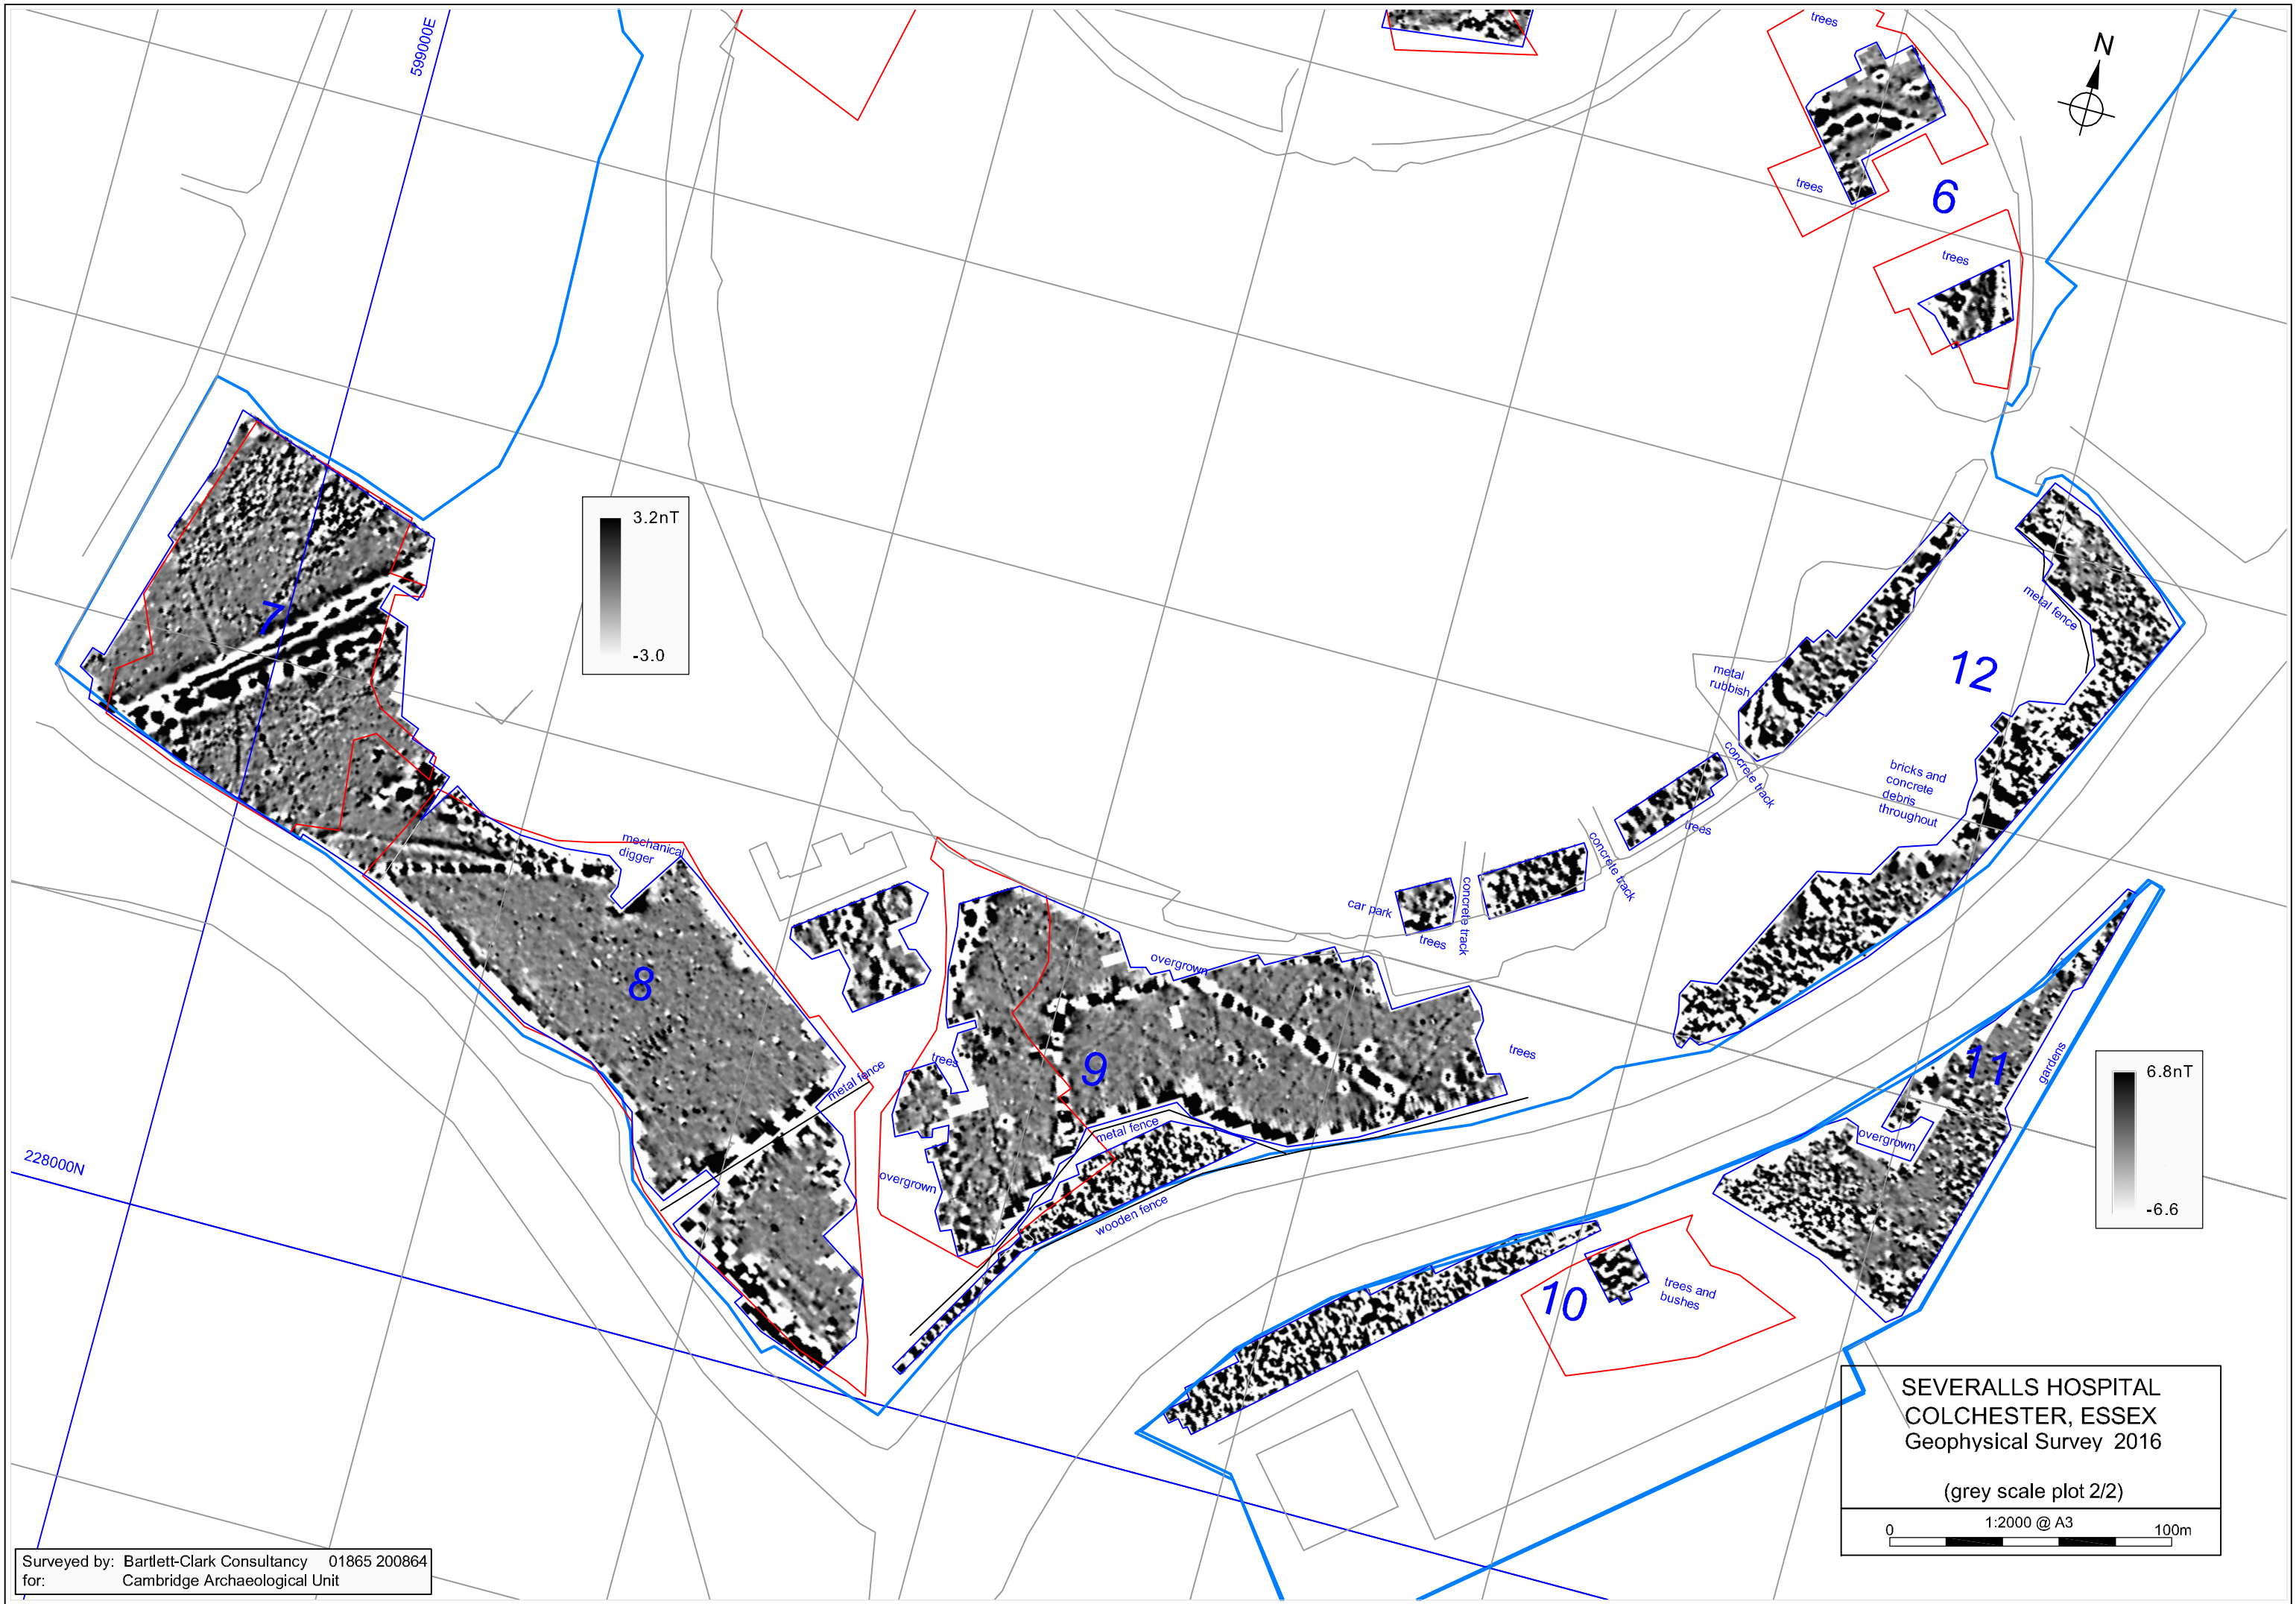 599000E
trees
N
trees
6
trees
3.2nT
-3.0
7
metal fence
12
metal
rubbish
concrete track
bricks and
concrete
debris
throughout
trees
concrete track
mechanical
digger
car park
concrete track
trees
overgrown
8
9
trees
trees
metal fence
11
gardens
6.8nT
-6.6
metal fence
overgrown
overgrown
wooden fence
228000N
10
trees and
bushes
SEVERALLS HOSPITAL
COLCHESTER, ESSEX
Geophysical Survey 2016
(grey scale plot 2/2)
1:2000 @ A3
0 100m
Surveyed by: Bartlett-Clark Consultancy 01865 200864
for: Cambridge Archaeological Unit